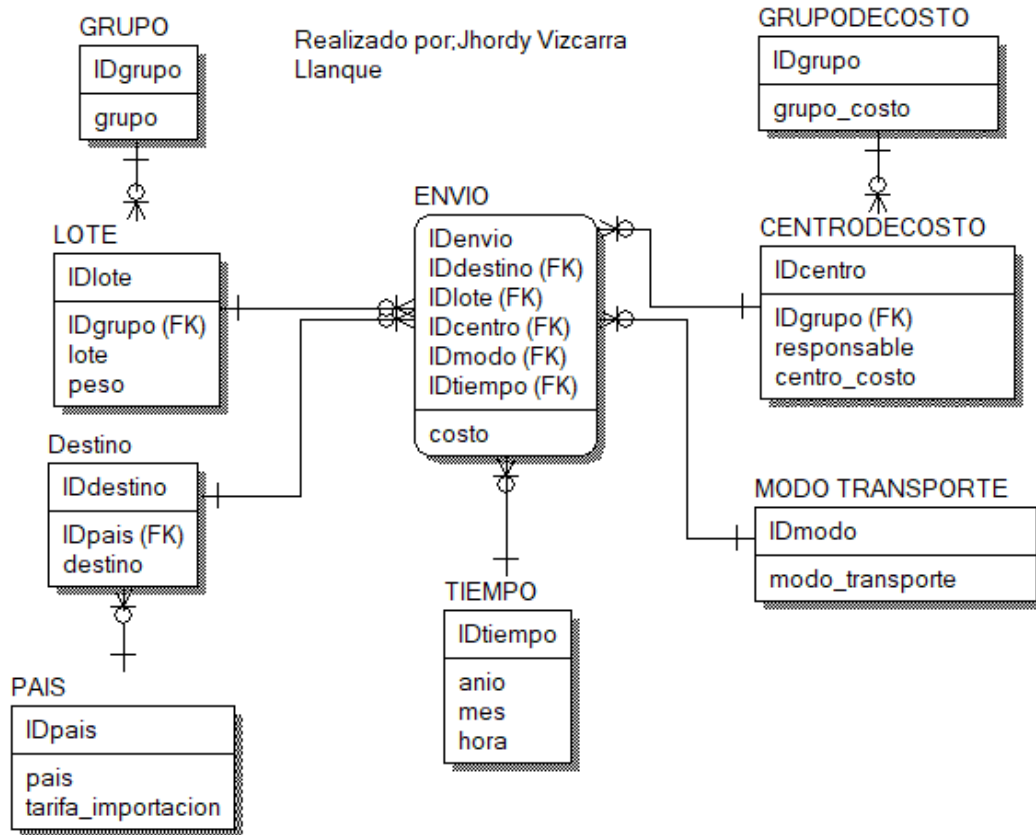 GRUPO
IDgrupo
grupo
Realizado por;Jhordy Vizcarra
Llanque
GRUPODECOSTO
IDgrupo
grupo_costo
LOTE
IDlote
IDgrupo (FK)
lote
peso
ENVIO
IDenvio
IDdestino (FK)
IDlote (FK)
IDcentro (FK)
IDmodo (FK)
IDtiempo (FK)
costo
CENTRODECOSTO
IDcentro
IDgrupo (FK)
responsable
centro_costo
Destino
IDdestino
IDpais (FK)
destino
MODO TRANSPORTE
IDmodo
modo_transporte
TIEMPO
IDtiempo
anio
mes
hora
PAIS
IDpais
pais
tarifa_importacion